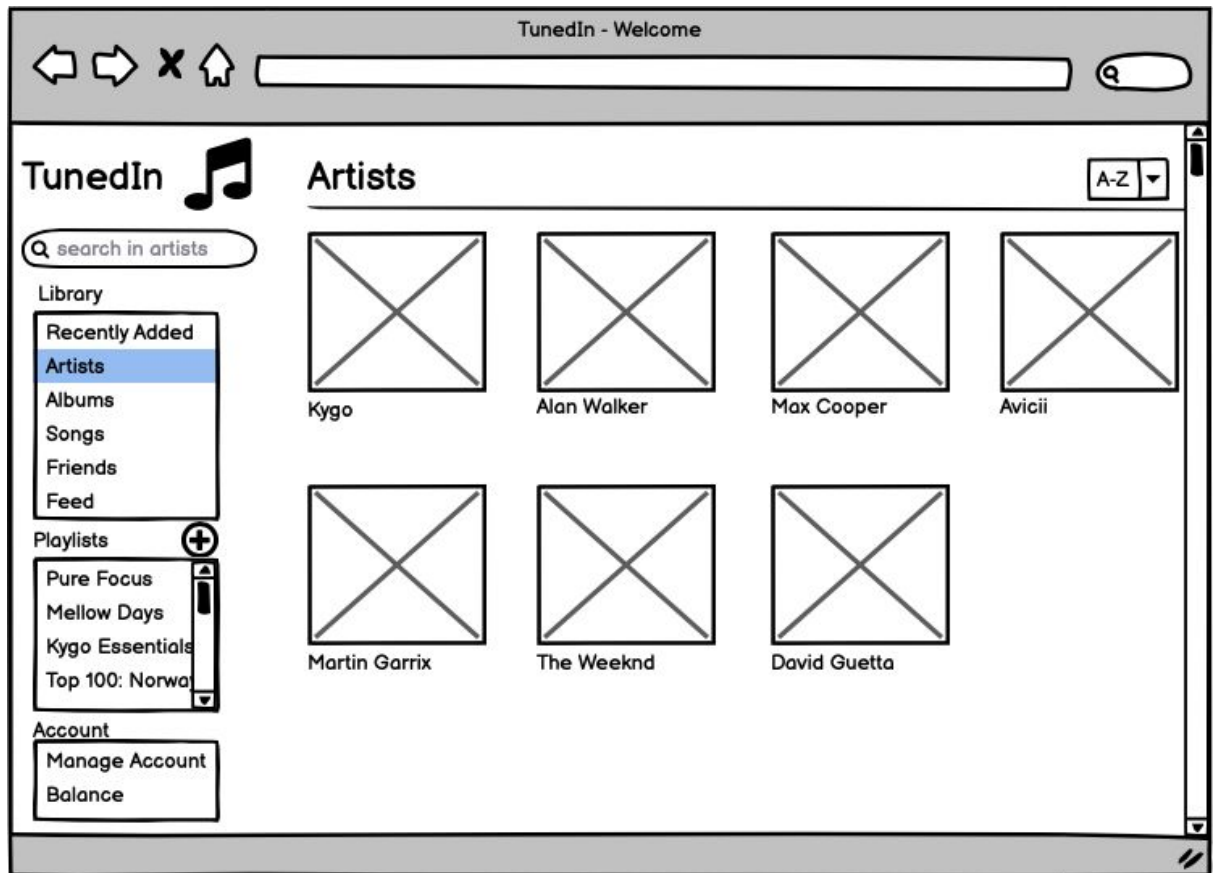 TunedIn - Welcome
TunedIn
Artists
A-Z
search in artists
Library
Recently Added
Artists
Albums
Songs
Friends
Feed
Playlists
Pure Focus
Mellow Days
Kygo Essentials
Top 100: Norway
Account
Manage Account
Balance
Kygo
Alan Walker
Max Cooper
Avicii
Martin Garrix
The Weeknd
David Guetta